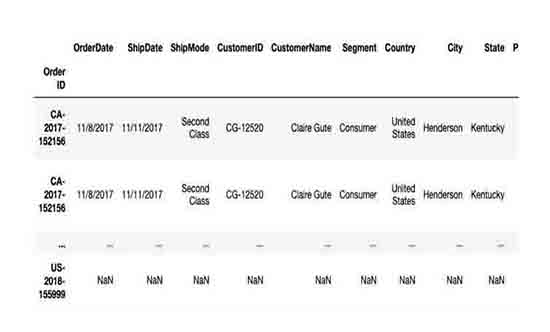 OrderDate ShipDate ShipMode CustomerID CustomerName Segment Country City State P
Order
ID
CA-
2017-
152156 11/8/2017 11/11/2017 Second
Class CG-12520 Claire Gute Consumer United
States Henderson Kentucky
CA-
2017-
152156 11/8/2017 11/11/2017 Second
Class CG-12520 Claire Gute Consumer United
States Henderson Kentucky
... ... ... ... ... ... ... ... ... ...
US-
2018-
155999 NaN NaN NaN NaN NaN NaN NaN NaN NaN